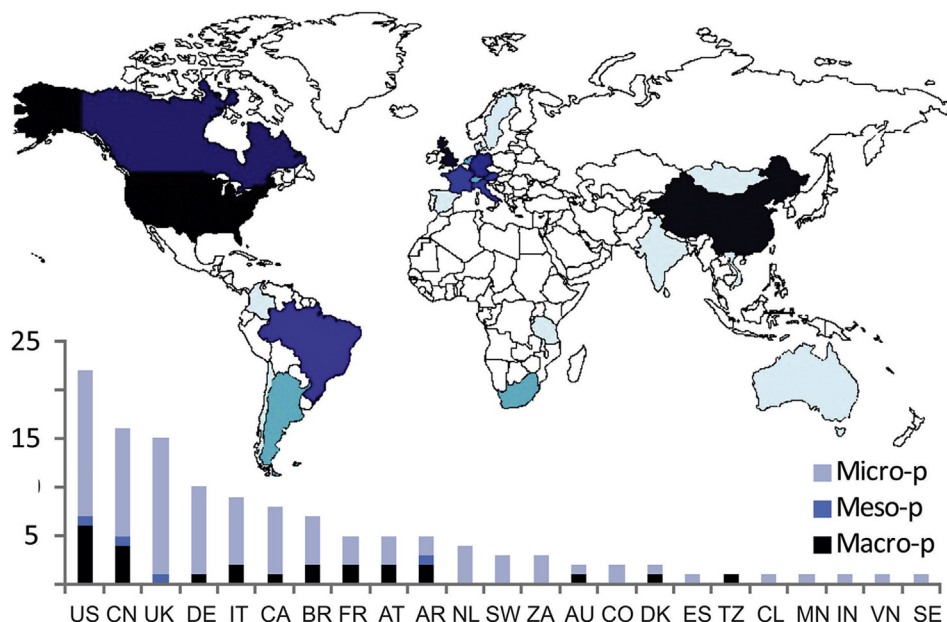 25
15
5
Micro-p
Meso-p
Macro-p
US CN UK DE IT CA BR FR AT AR NL SW ZA AU CO DK ES TZ CL MN IN VN SE